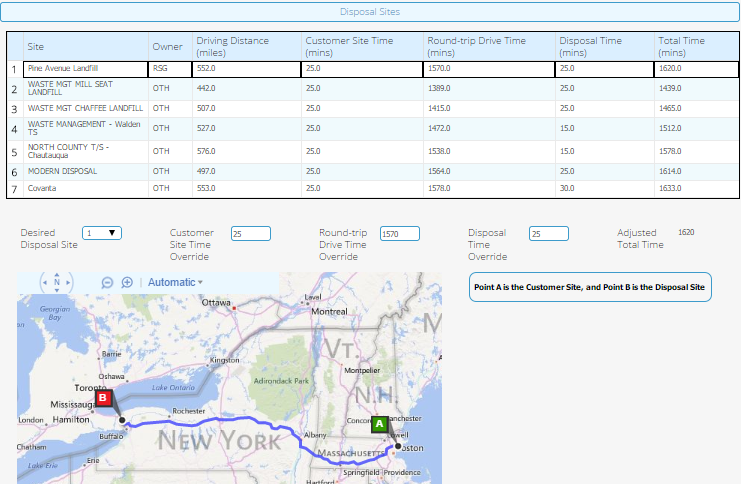 Disposal Sites
Site Owner Driving Distance (miles) Customer Site Time (mins) Round-trip Drive Time (mins) Disposal Time (mins) Total Time (mins)
1 Pine Avenue Landfill RSG 552.0 25.0 1570.0 25.0 1620.0
2 WASTE MGT MILL SEAT LANDFILL OTH 442.0 25.0 1389.0 25.0 1439.0
3 WASTE MGT CHAFFEE LANDFILL OTH 507.0 25.0 1415.0 25.0 1465.0
4 WASTE MANAGEMENT - Walden TS OTH 527.0 25.0 1472.0 15.0 1512.0
5 NORTH COUNTY T/S - Chautauqua OTH 576.0 25.0 1538.0 15.0 1578.0
6 MODERN DISPOSAL OTH 497.0 25.0 1564.0 25.0 1614.0
7 Covanta OTH 553.0 25.0 1578.0 30.0 1633.0
Desired Disposal Site 1
Customer Site Time Override 25
Round-trip Drive Time Override 1570
Disposal Time Override 25
Adjusted Total Time 1620
Point A is the Customer Site, and Point B is the Disposal Site
N Automatic
Georgian Bay
Ottawa
Laval
Montreal
M
Barrie
Kingston
VT.
Montpelier
Oshawa
Toronto
Lake Ontario
Adirondack Park
N.H.
B
Mississauga
London
Hamilton
Rochester
A
Concord
Manchester
Buffalo
NEW YORK
Albany
Lowell
Chatham
MASSACHUSETTS
Boston
Lake Erie
Erie
Springfield
Providence